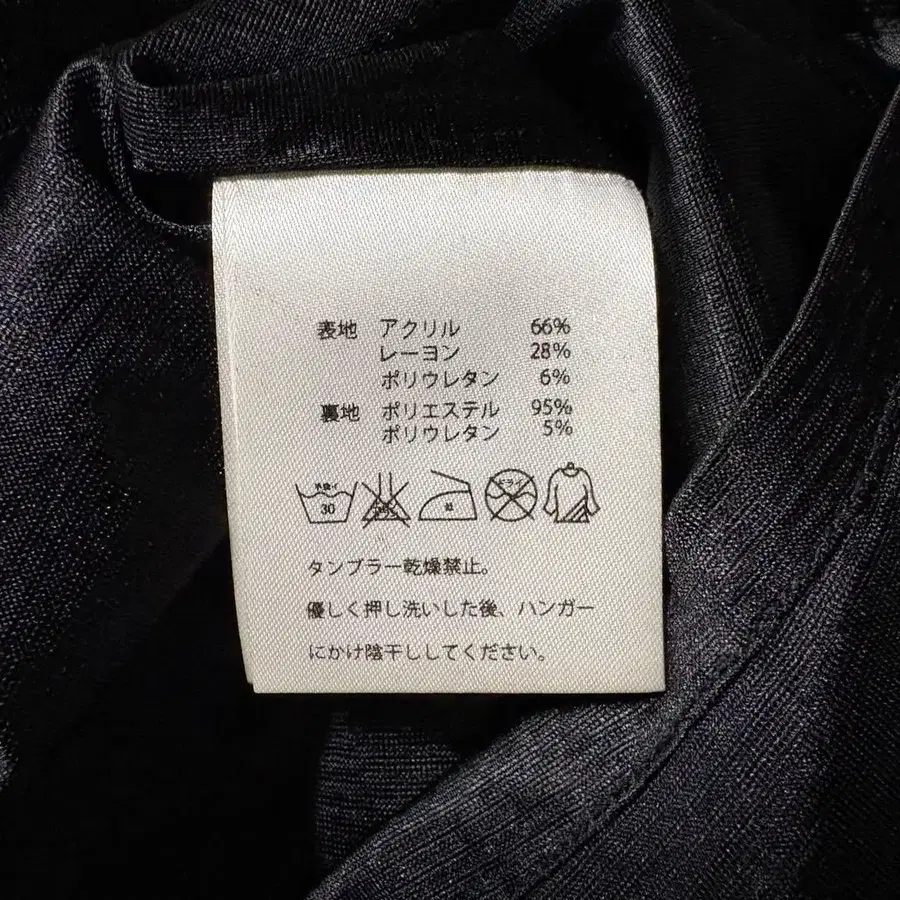 表地 アクリル 66%
レーヨン 28%
ポリウレタン 6%
裏地 ポリエステル 95%
ポリウレタン 5%
30 ドライ
タンブラー乾燥禁止。
優しく押し洗いした後、ハンガー
にかけ陰干ししてください。